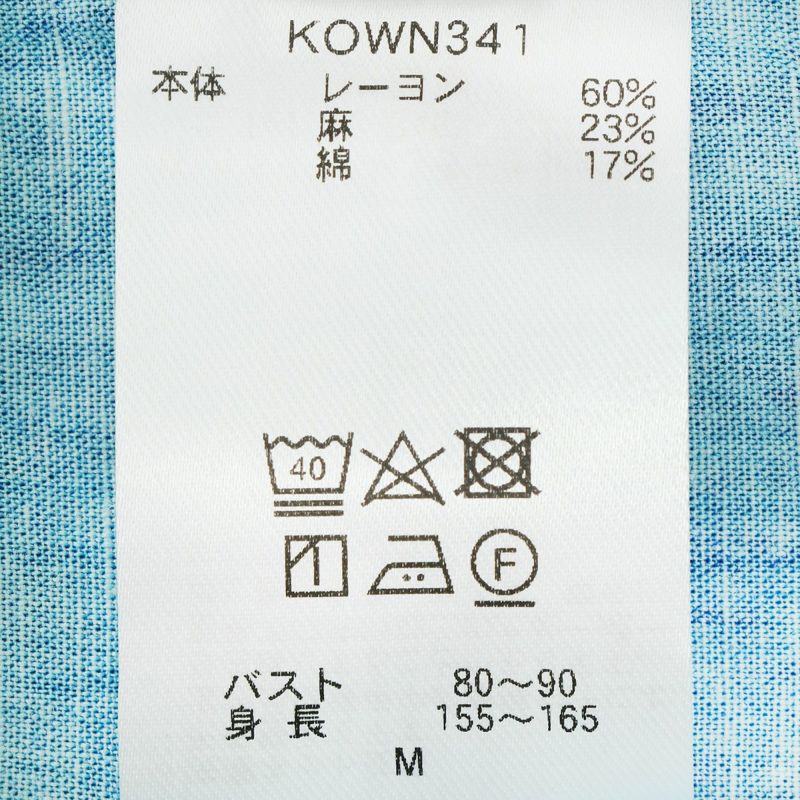 KOWN341
本体 レーヨン 60%
麻 23%
綿 17%
40
F
バスト 80～90
身長 155～165
M